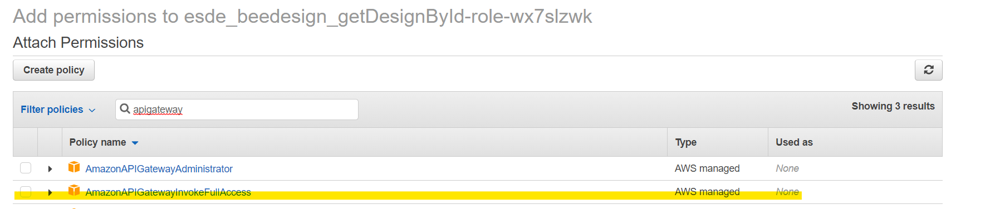 Add permissions to esde_beedesign_getDesignById-role-wx7slzwk
Attach Permissions
Create policy
Filter policies apigateway Showing 3 results
Policy name Type Used as
AmazonAPIGatewayAdministrator AWS managed None
AmazonAPIGatewayInvokeFullAccess AWS managed None